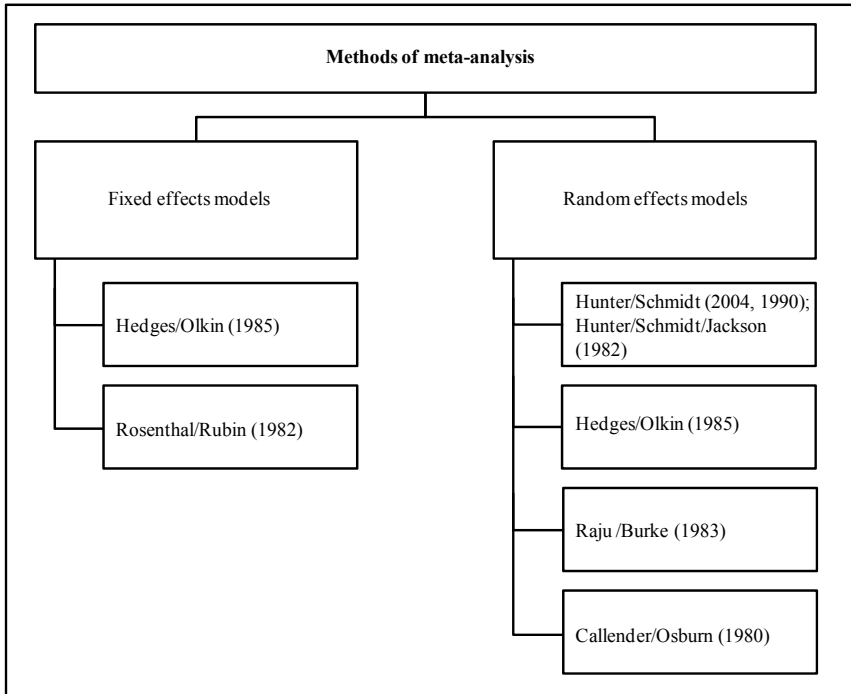 Methods of meta-analysis
Fixed effects models
Hedges/Olkin (1985)
Rosenthal/Rubin (1982)
Random effects models
Hunter/Schmidt (2004, 1990);
Hunter/Schmidt/Jackson
(1982)
Hedges/Olkin (1985)
Raju /Burke (1983)
Callender/Osburn (1980)